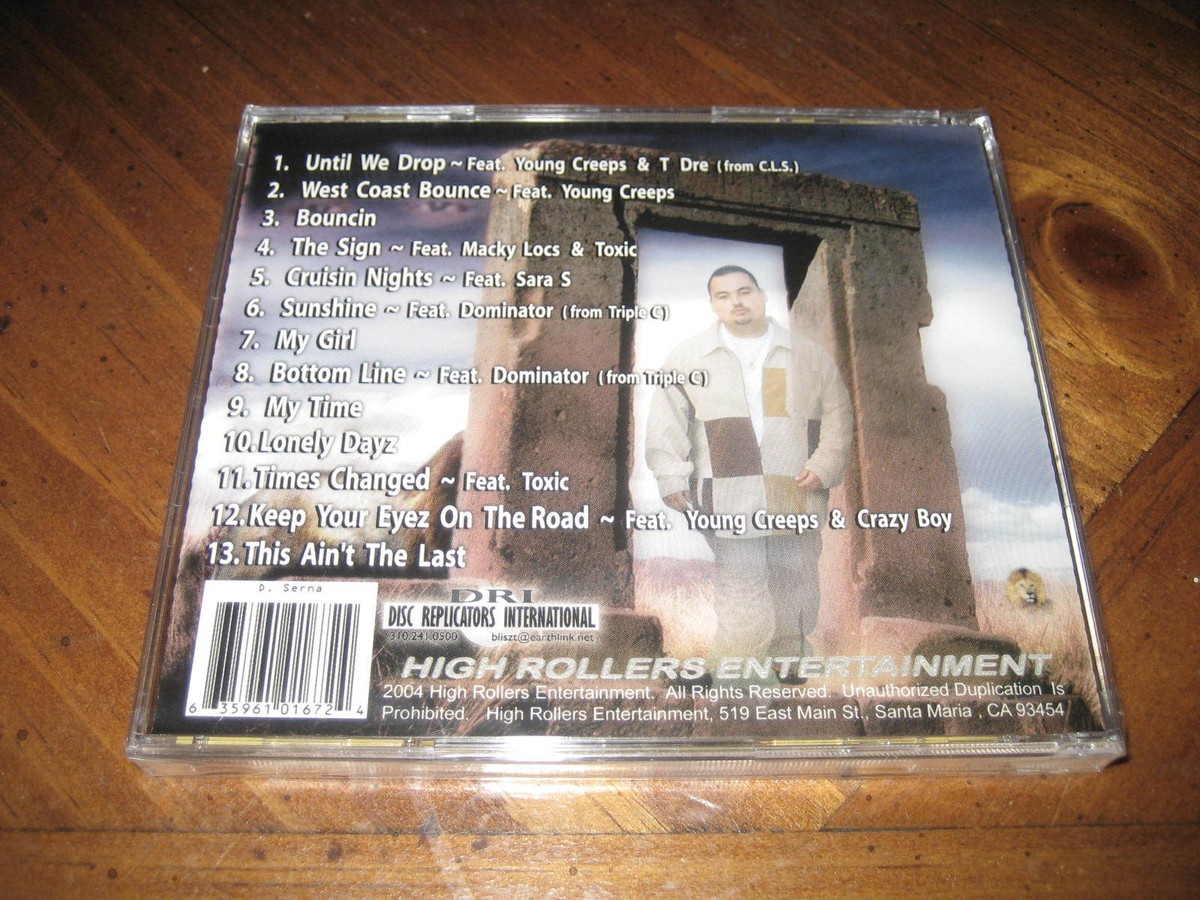 1. Until We Drop ~ Feat. Young Creeps & T Dre (from C.L.S.)
2. West Coast Bounce ~ Feat. Young Creeps
3. Bouncin
4. The Sign ~ Feat. Macky Locs & Toxic
5. Cruisin Nights ~ Feat. Sara S
6. Sunshine ~ Feat. Dominator (from Triple C)
7. My Girl
8. Bottom Line ~ Feat. Dominator (from Triple C)
9. My Time
10. Lonely Dayz
11. Times Changed ~ Feat. Toxic
12. Keep Your Eyez On The Road ~ Feat. Young Creeps & Crazy Boy
13. This Ain't The Last
D. Serna
6 35961 01672 4
DRI
DISC REPLICATORS INTERNATIONAL
310.241.0500 bliszt@earthlink.net
HIGH ROLLERS ENTERTAINMENT
2004 High Rollers Entertainment. All Rights Reserved. Unauthorized Duplication Is
Prohibited. High Rollers Entertainment, 519 East Main St., Santa Maria , CA 93454